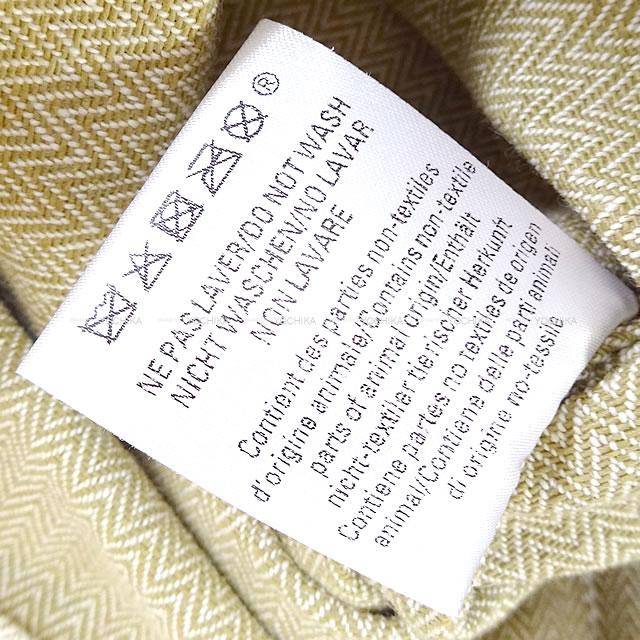 ®
NE PAS LAVER/DO NOT WASH
NICHT WASCHEN/NO LAVAR
NON LAVARE
Contient des parties non-textiles
d'origine animale/Contains non-textile
parts of animal origin/Enthält
nicht-textiler tierischer Herkunft
Contiene partes no textiles de origen
animal/Contiene delle parti animali
di origine no-tessile
YOCHIKA